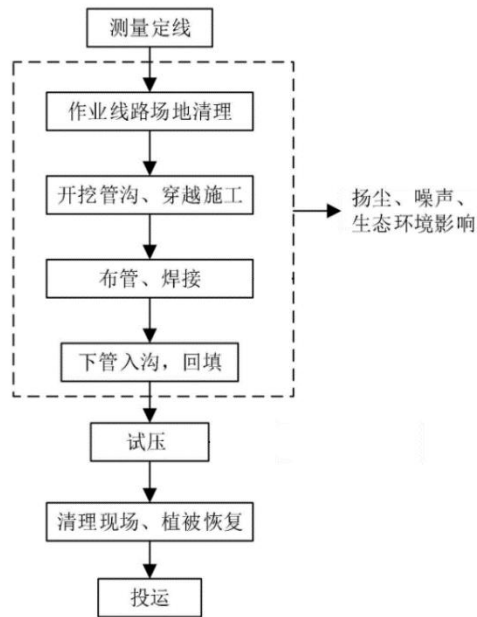 测量定线
作业线路场地清理
开挖管沟、穿越施工
扬尘、噪声、
生态环境影响
布管、焊接
下管入沟，回填
试压
清理现场、植被恢复
投运